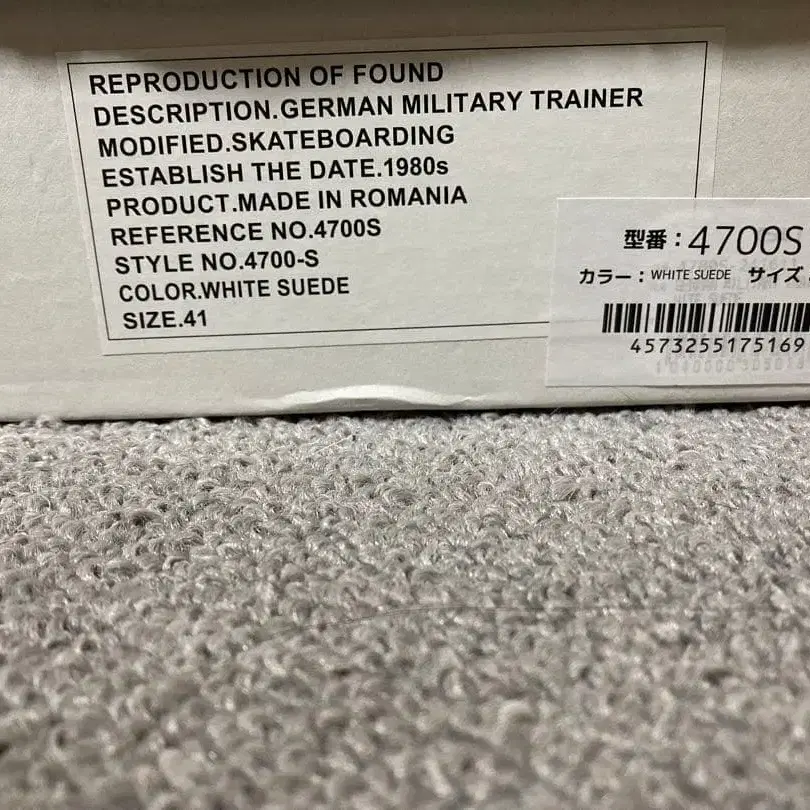 REPRODUCTION OF FOUND
DESCRIPTION.GERMAN MILITARY TRAINER
MODIFIED.SKATEBOARDING
ESTABLISH THE DATE.1980s
PRODUCT.MADE IN ROMANIA
REFERENCE NO.4700S
STYLE NO.4700-S
COLOR.WHITE SUEDE
SIZE.41
型番：4700S
カラー：WHITE SUEDE サイズ
4573255175169